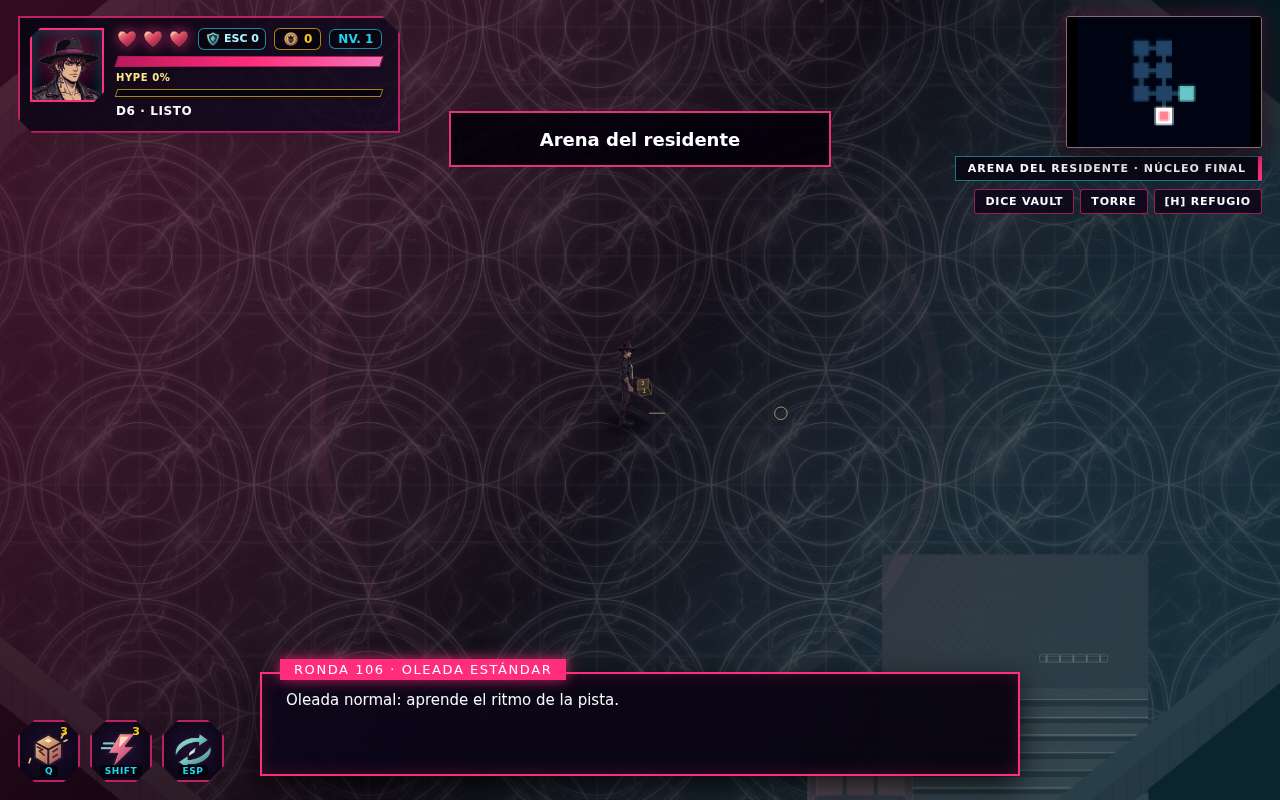 ESC 0
0
NV. 1
HYPE 0%
D6 · LISTO
Arena del residente
ARENA DEL RESIDENTE · NÚCLEO FINAL
DICE VAULT
TORRE
[H] REFUGIO
RONDA 106 · OLEADA ESTÁNDAR
Oleada normal: aprende el ritmo de la pista.
3
Q
3
SHIFT
ESP